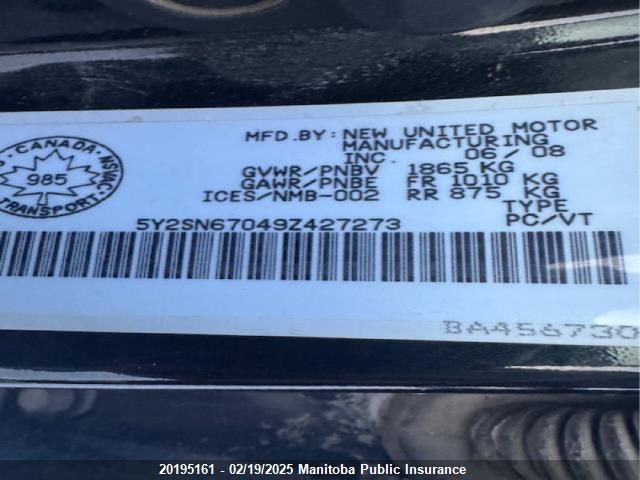 MFD.BY: NEW UNITED MOTOR
MANUFACTURING
INC. 06/08
GVWR/PNBV 1865 KG
GAWR/PNBE FR 1010 KG
ICES/NMB-002 RR 875 KG
TYPE
PC/VT
CANADA
985
TRANSPORT
NSVAC
5Y2SN67049Z427273
BA456730
20195161 - 02/19/2025 Manitoba Public Insurance